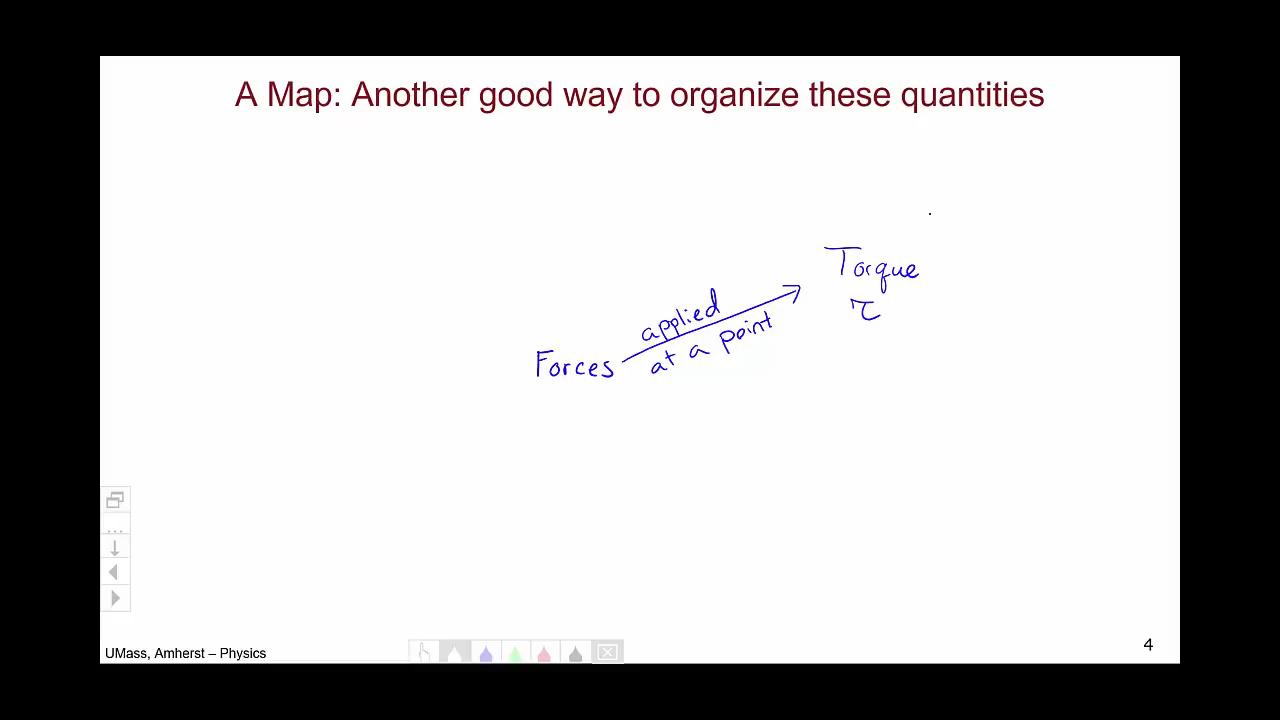 A Map: Another good way to organize these quantities
Torque
τ
applied
at a point
Forces
...
UMass, Amherst – Physics
4